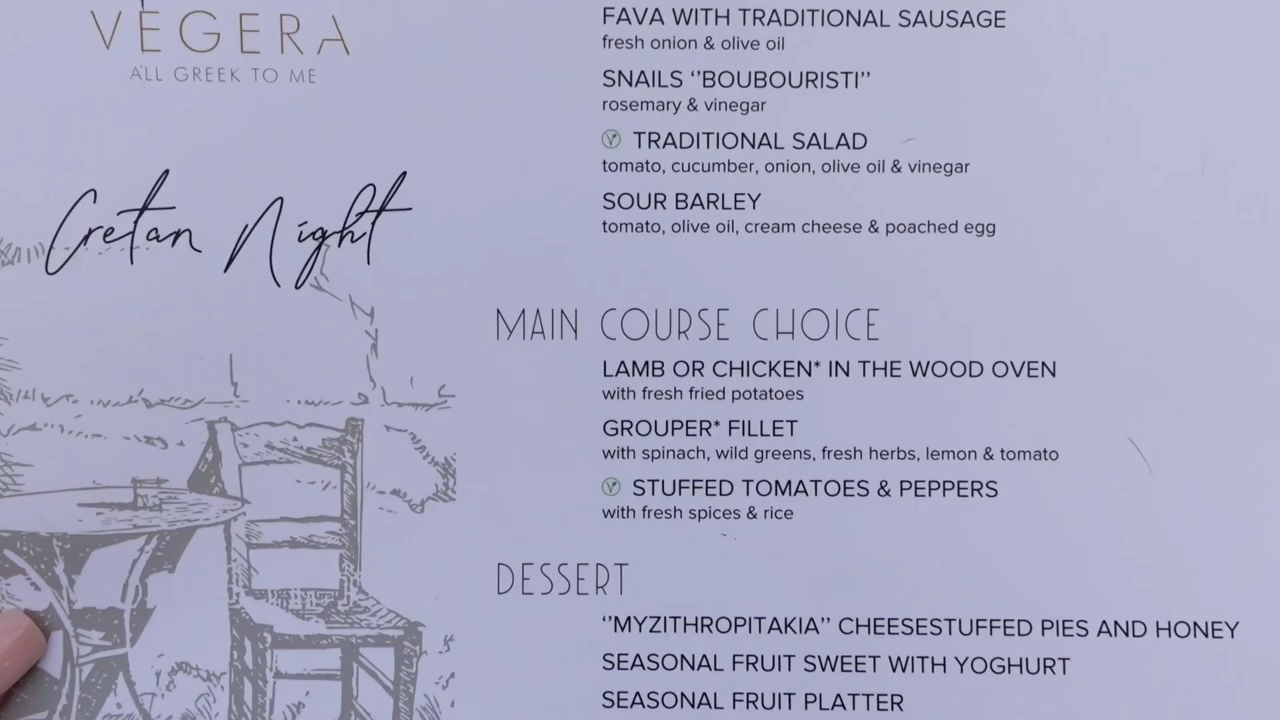 VEGERA
ALL GREEK TO ME
Cretan Night
FAVA WITH TRADITIONAL SAUSAGE
fresh onion & olive oil
SNAILS ‘’BOUBOURISTI’’
rosemary & vinegar
TRADITIONAL SALAD
tomato, cucumber, onion, olive oil & vinegar
SOUR BARLEY
tomato, olive oil, cream cheese & poached egg
MAIN COURSE CHOICE
LAMB OR CHICKEN* IN THE WOOD OVEN
with fresh fried potatoes
GROUPER* FILLET
with spinach, wild greens, fresh herbs, lemon & tomato
STUFFED TOMATOES & PEPPERS
with fresh spices & rice
DESSERT
‘’MYZITHROPITAKIA’’ CHEESESTUFFED PIES AND HONEY
SEASONAL FRUIT SWEET WITH YOGHURT
SEASONAL FRUIT PLATTER